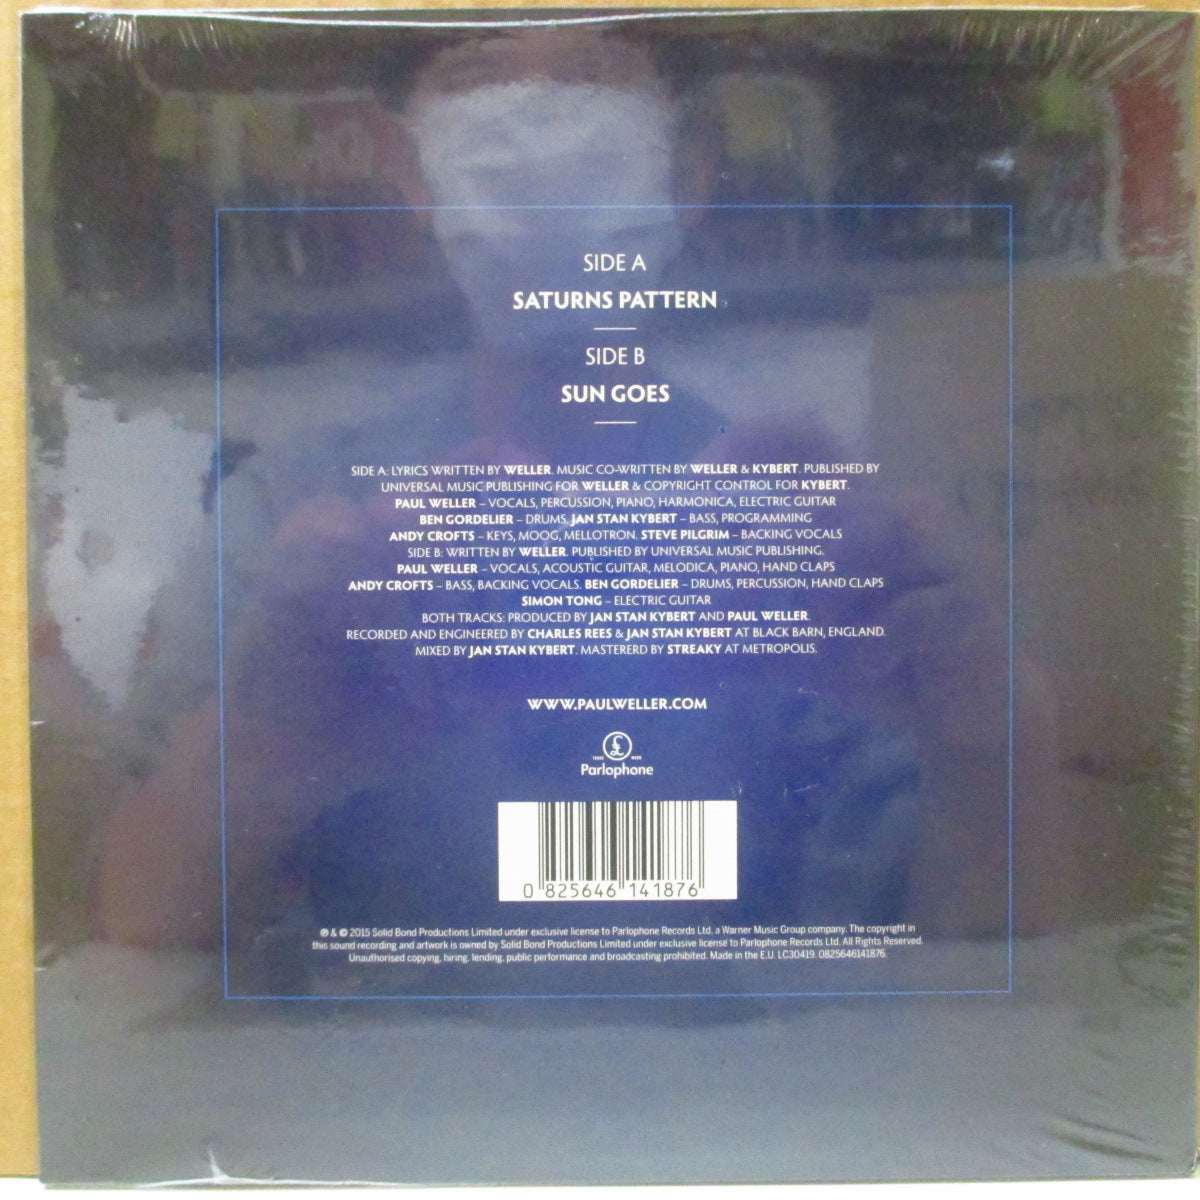 SIDE A
SATURNS PATTERN
SIDE B
SUN GOES
SIDE A: LYRICS WRITTEN BY WELLER. MUSIC CO-WRITTEN BY WELLER & KYBERT. PUBLISHED BY
UNIVERSAL MUSIC PUBLISHING FOR WELLER & COPYRIGHT CONTROL FOR KYBERT.
PAUL WELLER – VOCALS, PERCUSSION, PIANO, HARMONICA, ELECTRIC GUITAR
BEN GORDELIER – DRUMS, JAN STAN KYBERT – BASS, PROGRAMMING
ANDY CROFTS – KEYS, MOOG, MELLOTRON. STEVE PILGRIM – BACKING VOCALS
SIDE B: WRITTEN BY WELLER. PUBLISHED BY UNIVERSAL MUSIC PUBLISHING.
PAUL WELLER – VOCALS, ACOUSTIC GUITAR, MELODICA, PIANO, HAND CLAPS
ANDY CROFTS – BASS, BACKING VOCALS. BEN GORDELIER – DRUMS, PERCUSSION, HAND CLAPS
SIMON TONG – ELECTRIC GUITAR
BOTH TRACKS: PRODUCED BY JAN STAN KYBERT AND PAUL WELLER.
RECORDED AND ENGINEERED BY CHARLES REES & JAN STAN KYBERT AT BLACK BARN, ENGLAND.
MIXED BY JAN STAN KYBERT. MASTERERD BY STREAKY AT METROPOLIS.
WWW.PAULWELLER.COM
TRADE MARK
Parlophone
0 825646 141876
℗ & © 2015 Solid Bond Productions Limited under exclusive license to Parlophone Records Ltd, a Warner Music Group company. The copyright in
this sound recording and artwork is owned by Solid Bond Productions Limited under exclusive license to Parlophone Records Ltd. All Rights Reserved.
Unauthorised copying, hiring, lending, public performance and broadcasting prohibited. Made in the E.U. LC30419. 0825646141876.